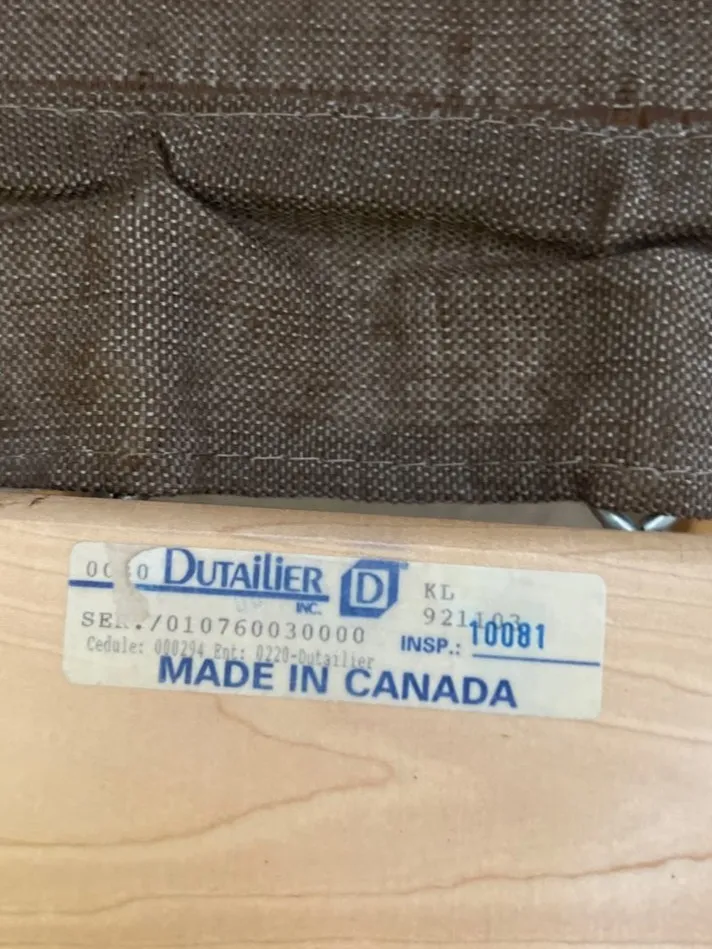 DUTAILIER INC. D KL
SER./010760030000
INSP.: 10081
Cedule: 000294 Ent: 0220-Dutailier
MADE IN CANADA